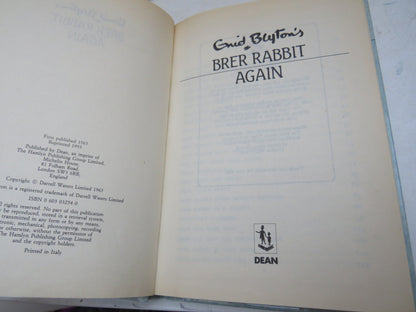 First published 1963
Reprinted 1991
Published by Dean, an imprint of
The Hamlyn Publishing Group Limited
Michelin House
81 Fulham Road
London SW3 6RB,
England
Copyright © Darrell Waters Limited 1963
is a registered trademark of Darrell Waters Limited
ISBN 0 603 03254 0
rights reserved. No part of this publication
be reproduced, stored in a retrieval system,
transmitted in any form or by any means,
electronic, mechanical, photocopying, recording
otherwise, without the permission of
The Hamlyn Publishing Group Limited
and the copyright holders.
Printed in Italy
Enid Blyton's
BRER RABBIT
AGAIN
DEAN